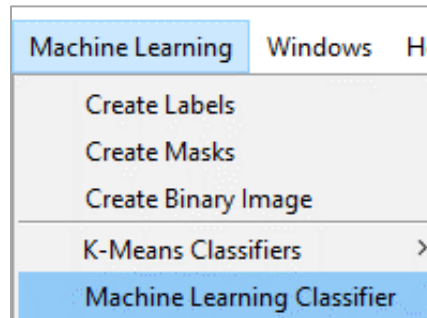 Machine Learning Windows
Create Labels
Create Masks
Create Binary Image
K-Means Classifiers
Machine Learning Classifier